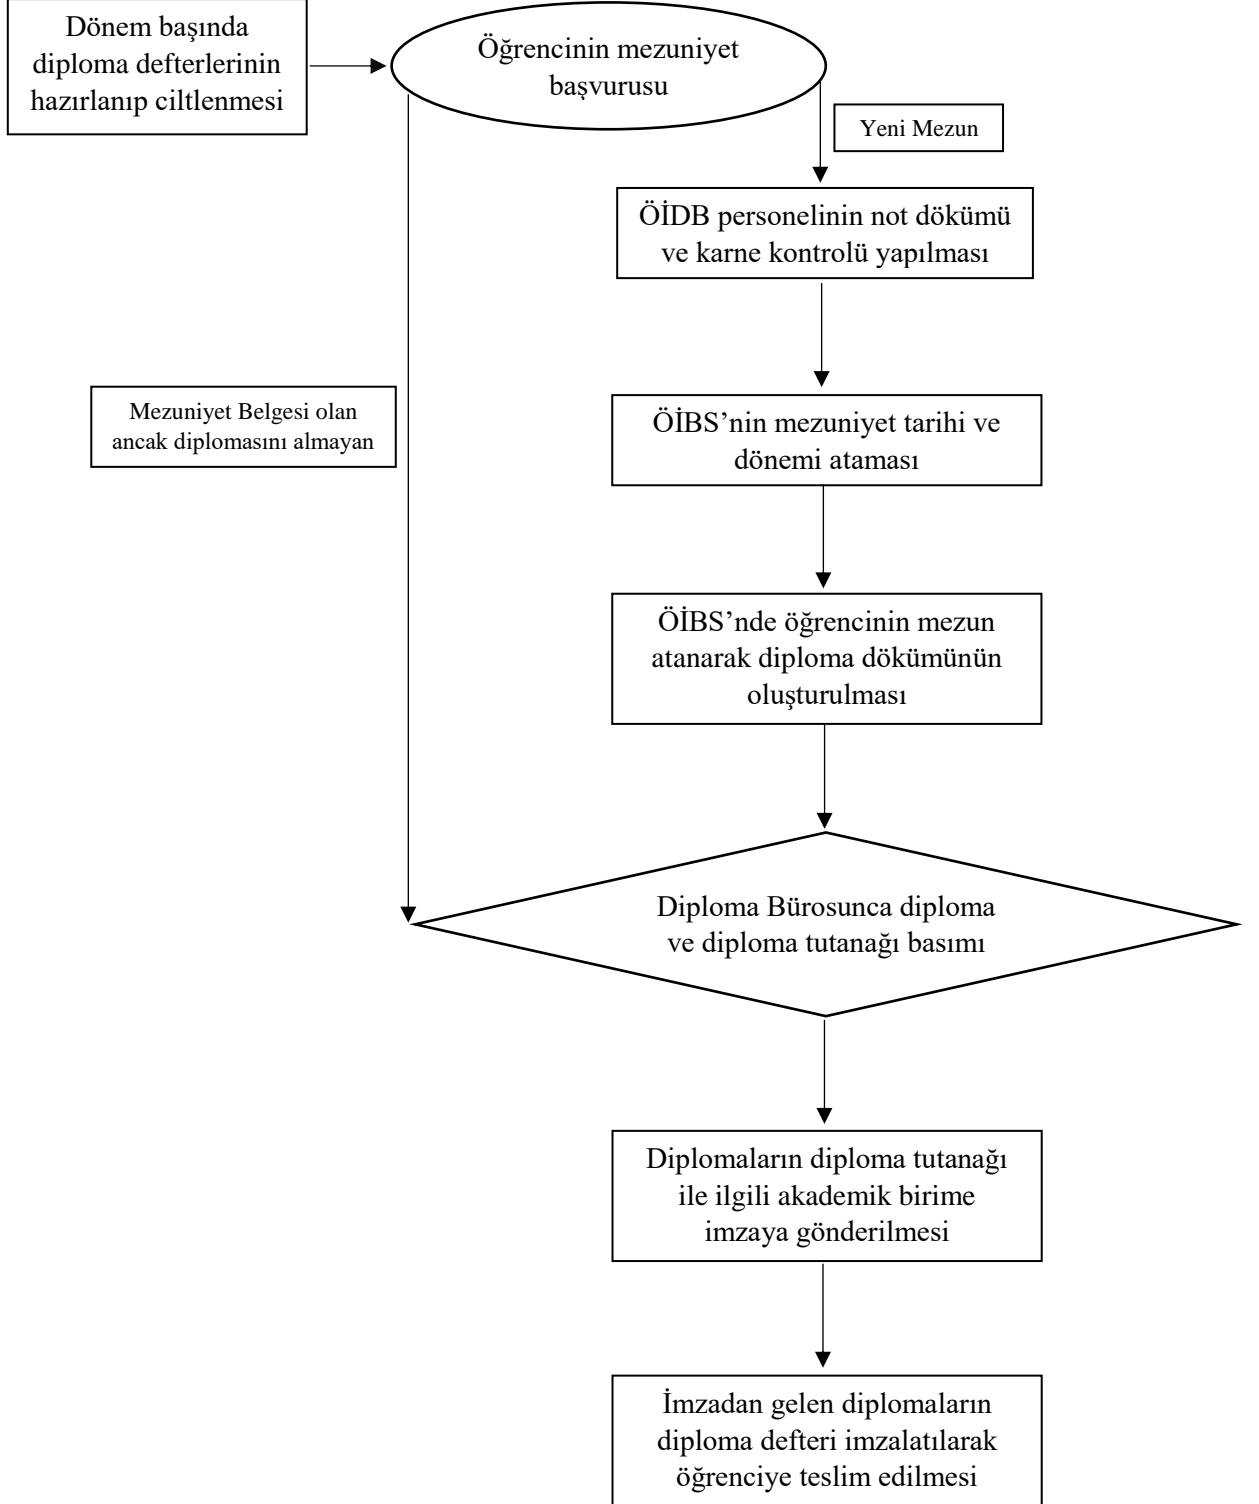 Dönem başında
diploma defterlerinin
hazırlanıp ciltlenmesi
Öğrencinin mezuniyet
başvurusu
Yeni Mezun
ÖİDB personelinin not dökümü
ve karne kontrolü yapılması
Mezuniyet Belgesi olan
ancak diplomasını almayan
ÖİBS’nin mezuniyet tarihi ve
dönemi ataması
ÖİBS’nde öğrencinin mezun
atanarak diploma dökümünün
oluşturulması
Diploma Bürosunca diploma
ve diploma tutanağı basımı
Diplomaların diploma tutanağı
ile ilgili akademik birime
imzaya gönderilmesi
İmzadan gelen diplomaların
diploma defteri imzalatılarak
öğrenciye teslim edilmesi